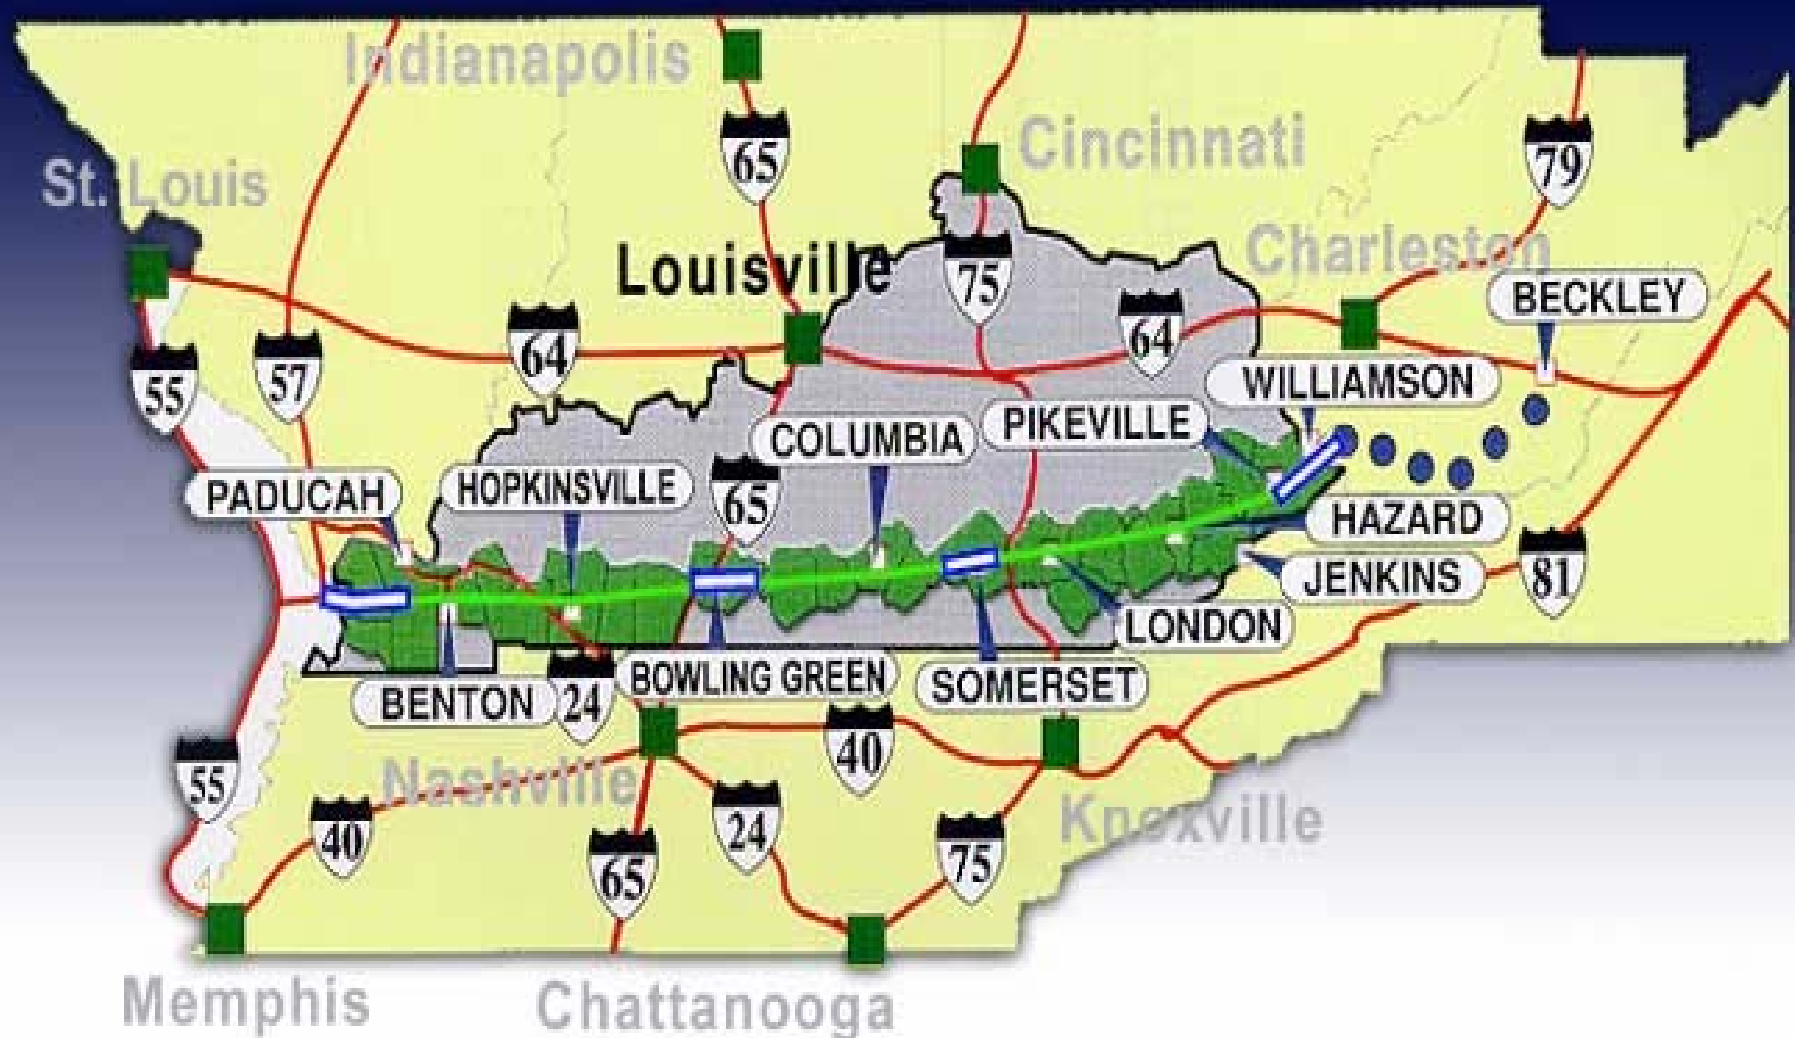 Indianapolis
65
Cincinnati
79
St. Louis
Charleston
Louisville
75
BECKLEY
64
64
55
57
WILLIAMSON
PIKEVILLE
COLUMBIA
PADUCAH
HOPKINSVILLE
65
HAZARD
JENKINS
81
LONDON
BENTON
24
BOWLING GREEN
SOMERSET
40
55
Nashville
40
24
Knoxville
65
75
Memphis
Chattanooga